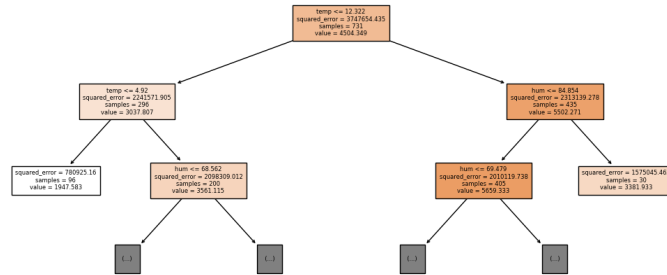 temp <= 12.322
squared_error = 3747654.435
samples = 731
value = 4504.349
temp <= 4.92
squared_error = 2241571.905
samples = 296
value = 3037.807
hum <= 84.854
squared_error = 2313139.278
samples = 435
value = 5502.271
squared_error = 780925.16
samples = 96
value = 1947.583
hum <= 68.562
squared_error = 2098309.012
samples = 200
value = 3561.115
hum <= 69.479
squared_error = 2010119.738
samples = 405
value = 5659.333
squared_error = 1575045.46
samples = 30
value = 3381.933
(...)
(...)
(...)
(...)